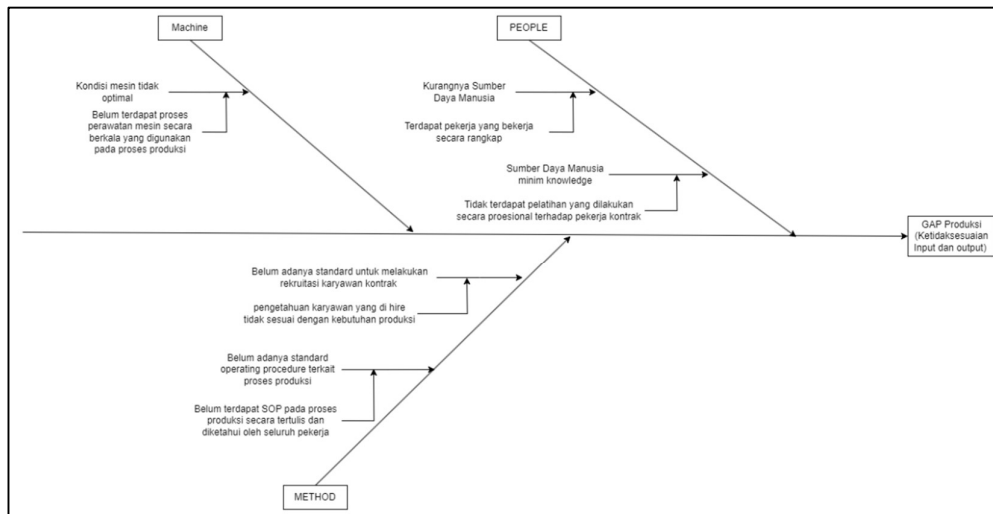 Machine
PEOPLE
Kondisi mesin tidak
optimal
Belum terdapat proses
perawatan mesin secara
berkala yang digunakan
pada proses produksi
Kurangnya Sumber
Daya Manusia
Terdapat pekerja yang bekerja
secara rangkap
Sumber Daya Manusia
minim knowledge
Tidak terdapat pelatihan yang dilakukan
secara proesional terhadap pekerja kontrak
GAP Produksi
(Ketidaksesuaian
Input dan output)
Belum adanya standard untuk melakukan
rekruitasi karyawan kontrak
pengetahuan karyawan yang di hire
tidak sesuai dengan kebutuhan produksi
Belum adanya standard
operating procedure terkait
proses produksi
Belum terdapat SOP pada proses
produksi secara tertulis dan
diketahui oleh seluruh pekerja
METHOD